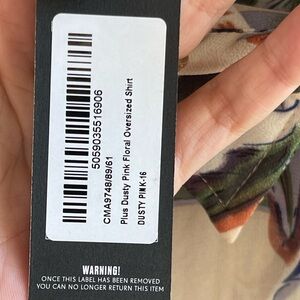 5059035516906
CMA9748/89/61
Plus Dusty Pink Floral Oversized Shirt
DUSTY PINK-16
WARNING!
ONCE THIS LABEL HAS BEEN REMOVED
YOU CAN NO LONGER RETURN THIS ITEM